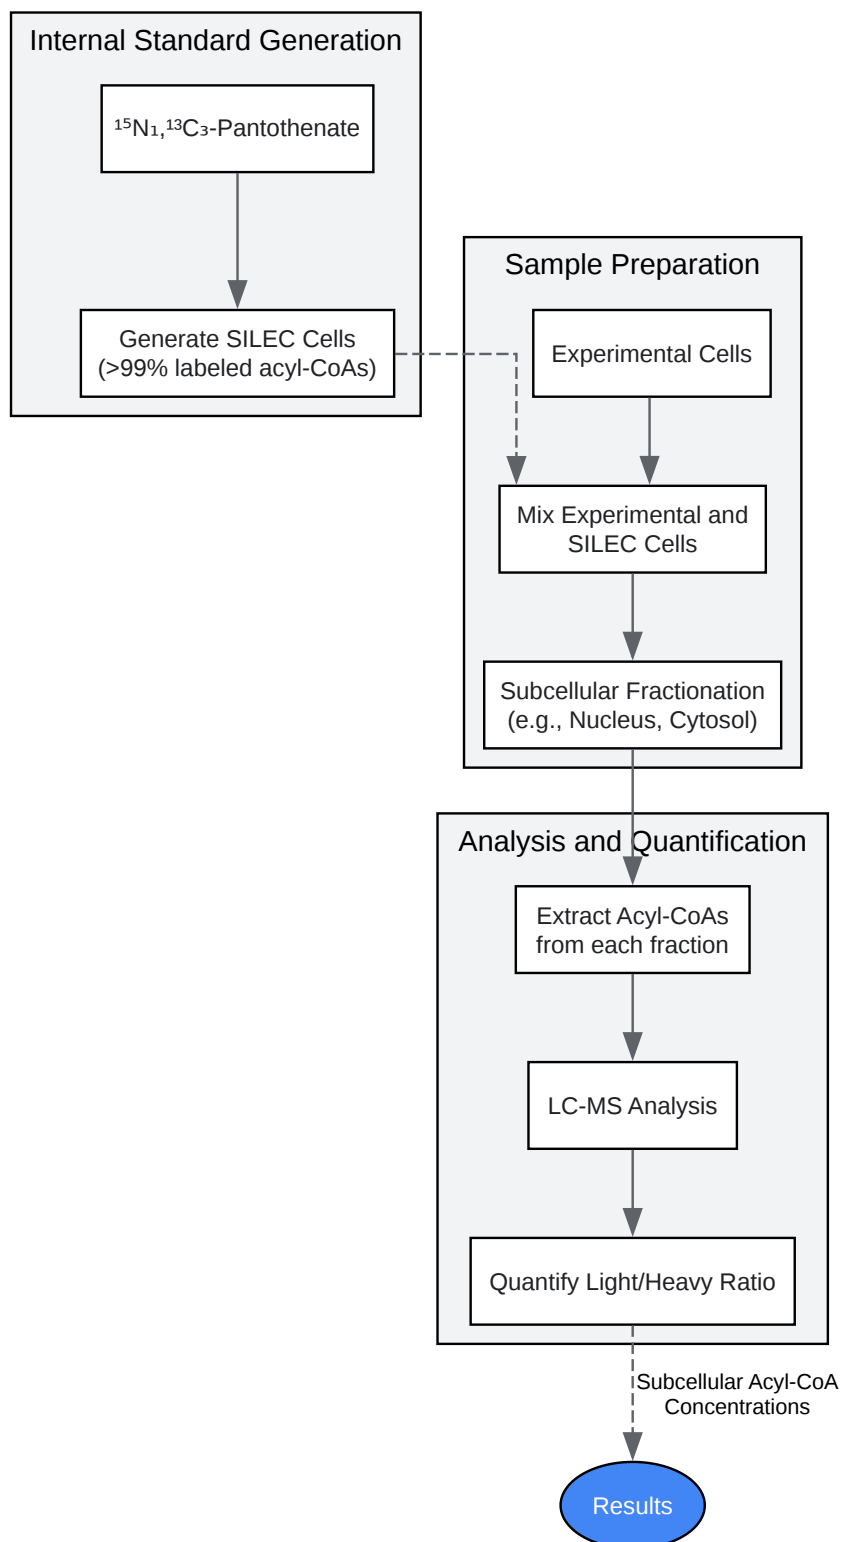 Internal Standard Generation
¹⁵N₁,¹³C₃-Pantothenate
Generate SILEC Cells
(>99% labeled acyl-CoAs)
Sample Preparation
Experimental Cells
Mix Experimental and
SILEC Cells
Subcellular Fractionation
(e.g., Nucleus, Cytosol)
Analysis and Quantification
Extract Acyl-CoAs
from each fraction
LC-MS Analysis
Quantify Light/Heavy Ratio
Subcellular Acyl-CoA
Concentrations
Results